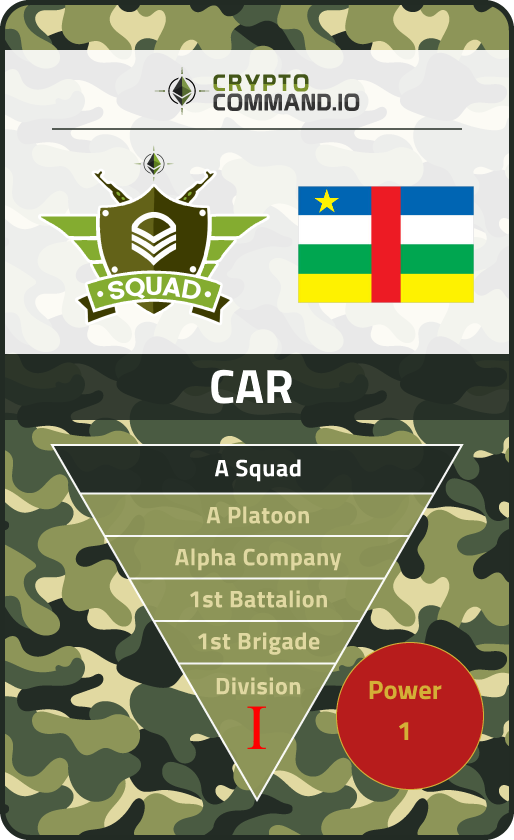 CRYPTO
COMMAND.IO
SQUAD
CAR
A Squad
A Platoon
Alpha Company
1st Battalion
1st Brigade
Division
I
Power
1